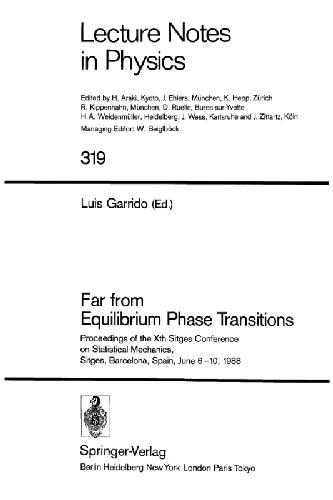 Lecture Notes
in Physics
Edited by H. Araki, Kyoto, J. Ehlers, München, K. Hepp, Zürich
R. Kippenhahn, München, D. Ruelle, Bures-sur-Yvette
H.A. Weidenmüller, Heidelberg, J. Wess, Karlsruhe and J. Zittartz, Köln
Managing Editor: W. Beiglböck
319
Luis Garrido (Ed.)
Far from
Equilibrium Phase Transitions
Proceedings of the Xth Sitges Conference
on Statistical Mechanics,
Sitges, Barcelona, Spain, June 6–10, 1988
Springer-Verlag
Berlin Heidelberg New York London Paris Tokyo